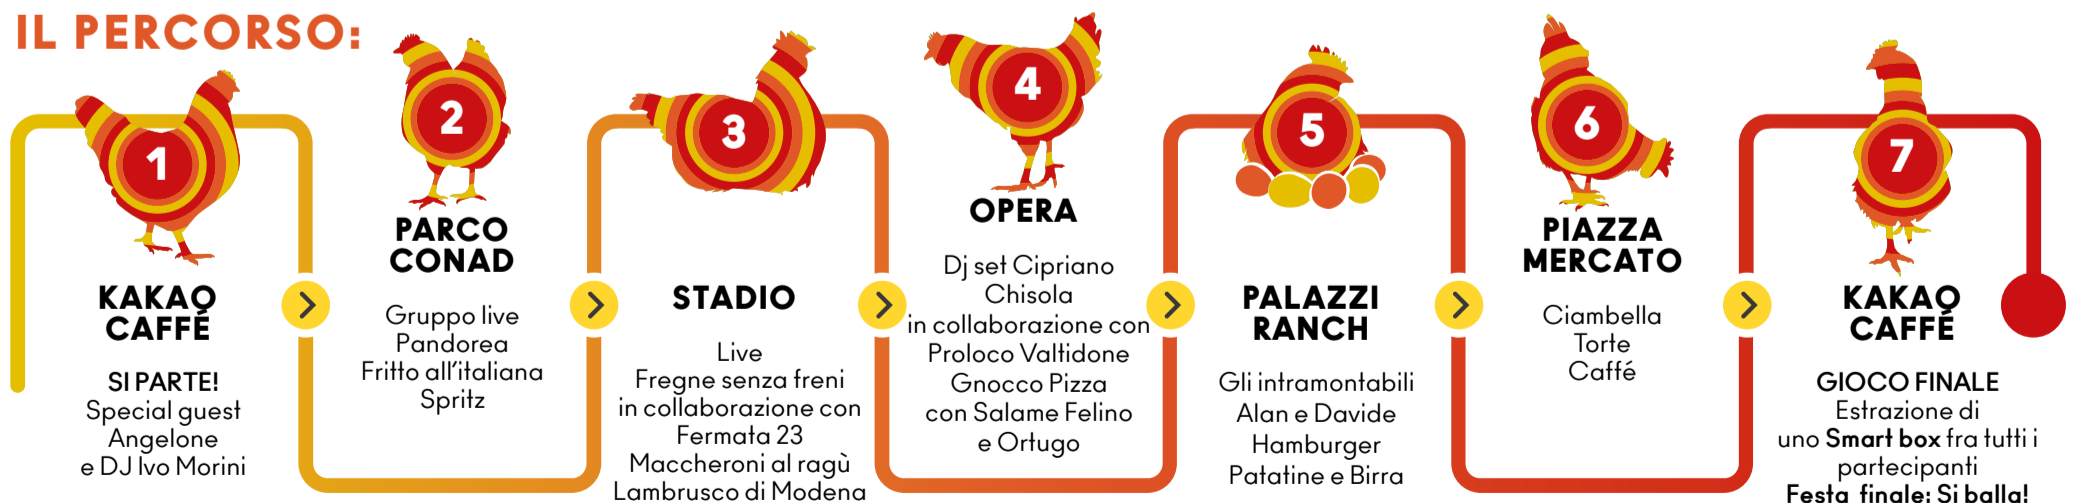 IL PERCORSO:
1
KAKAO
CAFFÉ
SI PARTE!
Special guest
Angelone
e DJ Ivo Morini
2
PARCO
CONAD
Gruppo live
Pandorea
Fritto all'italiana
Spritz
3
STADIO
Live
Fregne senza freni
in collaborazione con
Fermata 23
Maccheroni al ragù
Lambrusco di Modena
4
OPERA
Dj set Cipriano
Chisola
in collaborazione con
Proloco Valtidone
Gnocco Pizza
con Salame Felino
e Ortugo
5
PALAZZI
RANCH
Gli intramontabili
Alan e Davide
Hamburger
Patatine e Birra
6
PIAZZA
MERCATO
Ciambella
Torte
Caffé
7
KAKAO
CAFFÉ
GIOCO FINALE
Estrazione di
uno Smart box fra tutti i
partecipanti
Festa finale: Si balla!